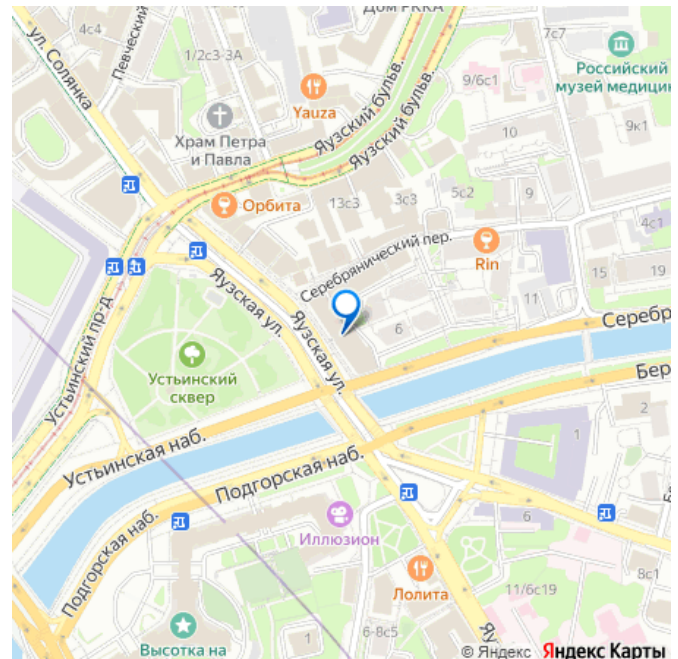 Дом РККА
ул. Солянка
4с4
Певческий
1/2с3-3А
7с7
Российский
музей медицин
9/6с1
Yauza
Яузский бульв.
Яузский бульв.
Храм Петра
и Павла
10
9к1
5с2
9
Орбита
13с3
3с3
4с1
Серебрянический пер.
Rin
15
19
11
6
Серебр
Яузская ул.
Яузская ул.
Устьинский пр-д
Устьинский
сквер
Бер
2
Устьинская наб.
Подгорская наб.
1
6
Иллюзион
Подгорская наб.
Лолита
11/6с19
8с1
1
6-8с5
Высотка на
Яу
© Яндекс Яндекс Карты